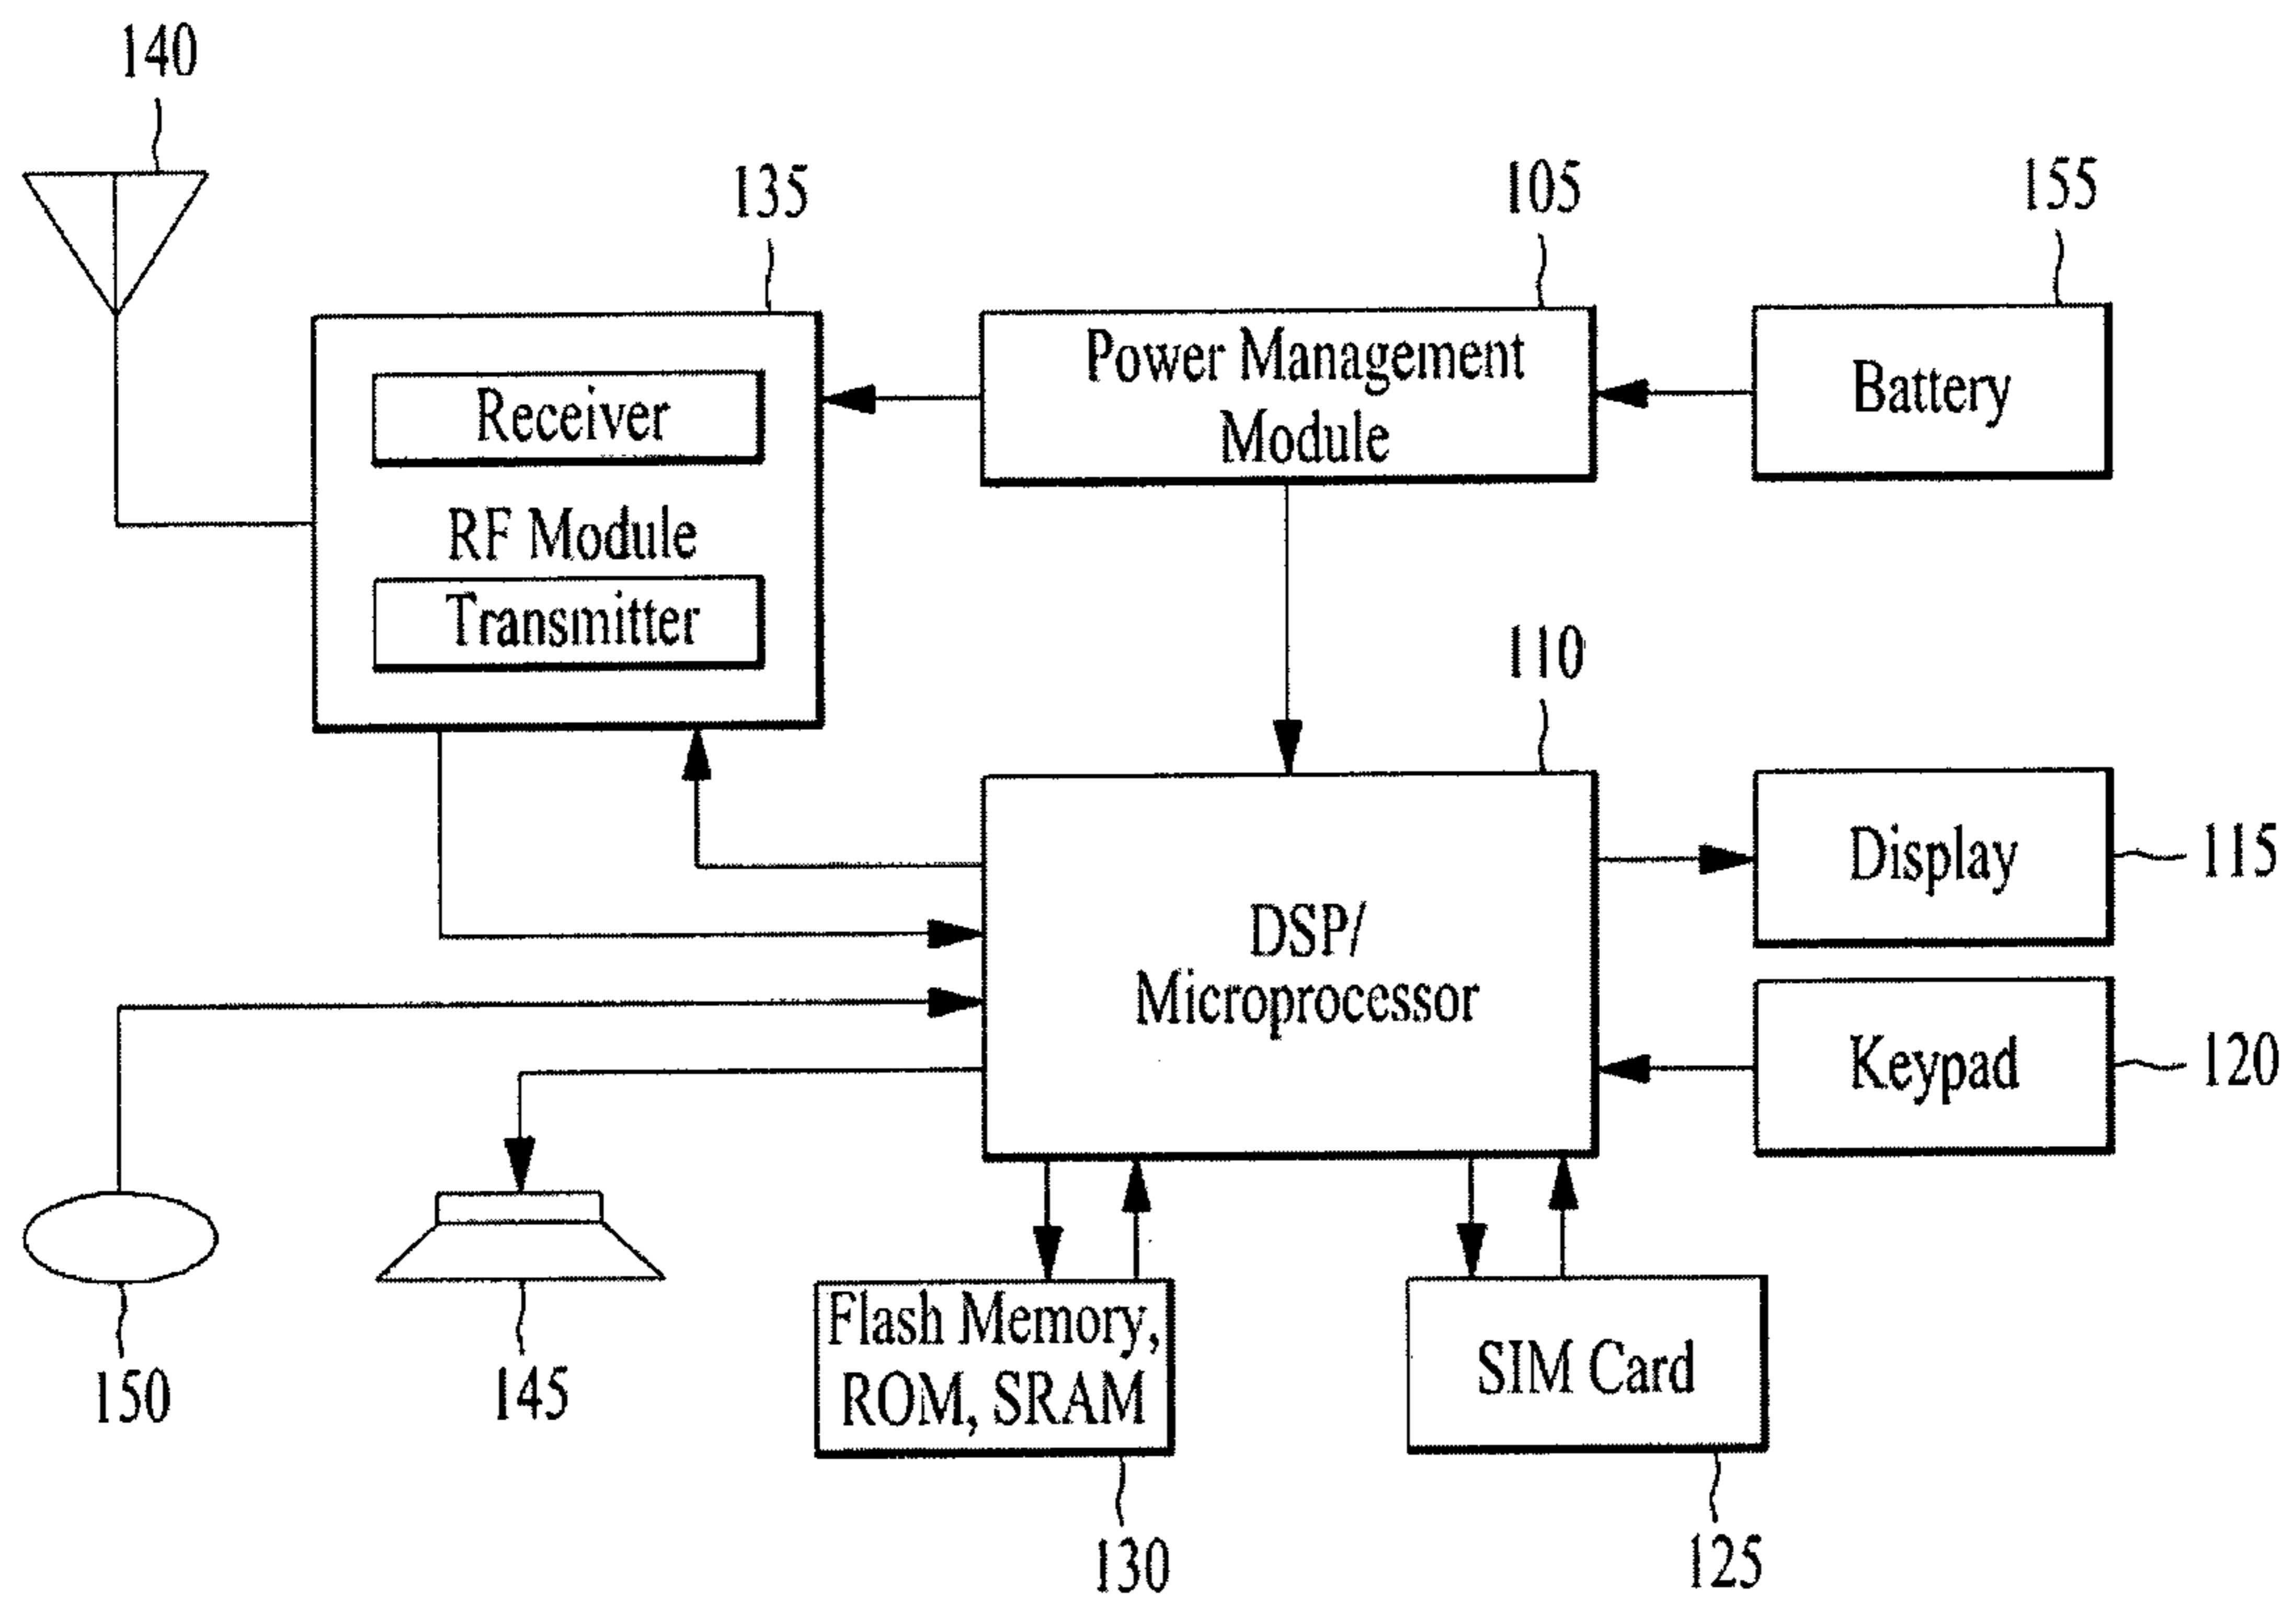 140
135
105
155
Receiver
RF Module
Transmitter
Power Management
Module
Battery
110
DSP/
Microprocessor
Display
115
Keypad
120
150
145
Flash Memory,
ROM, SRAM
130
SIM Card
125